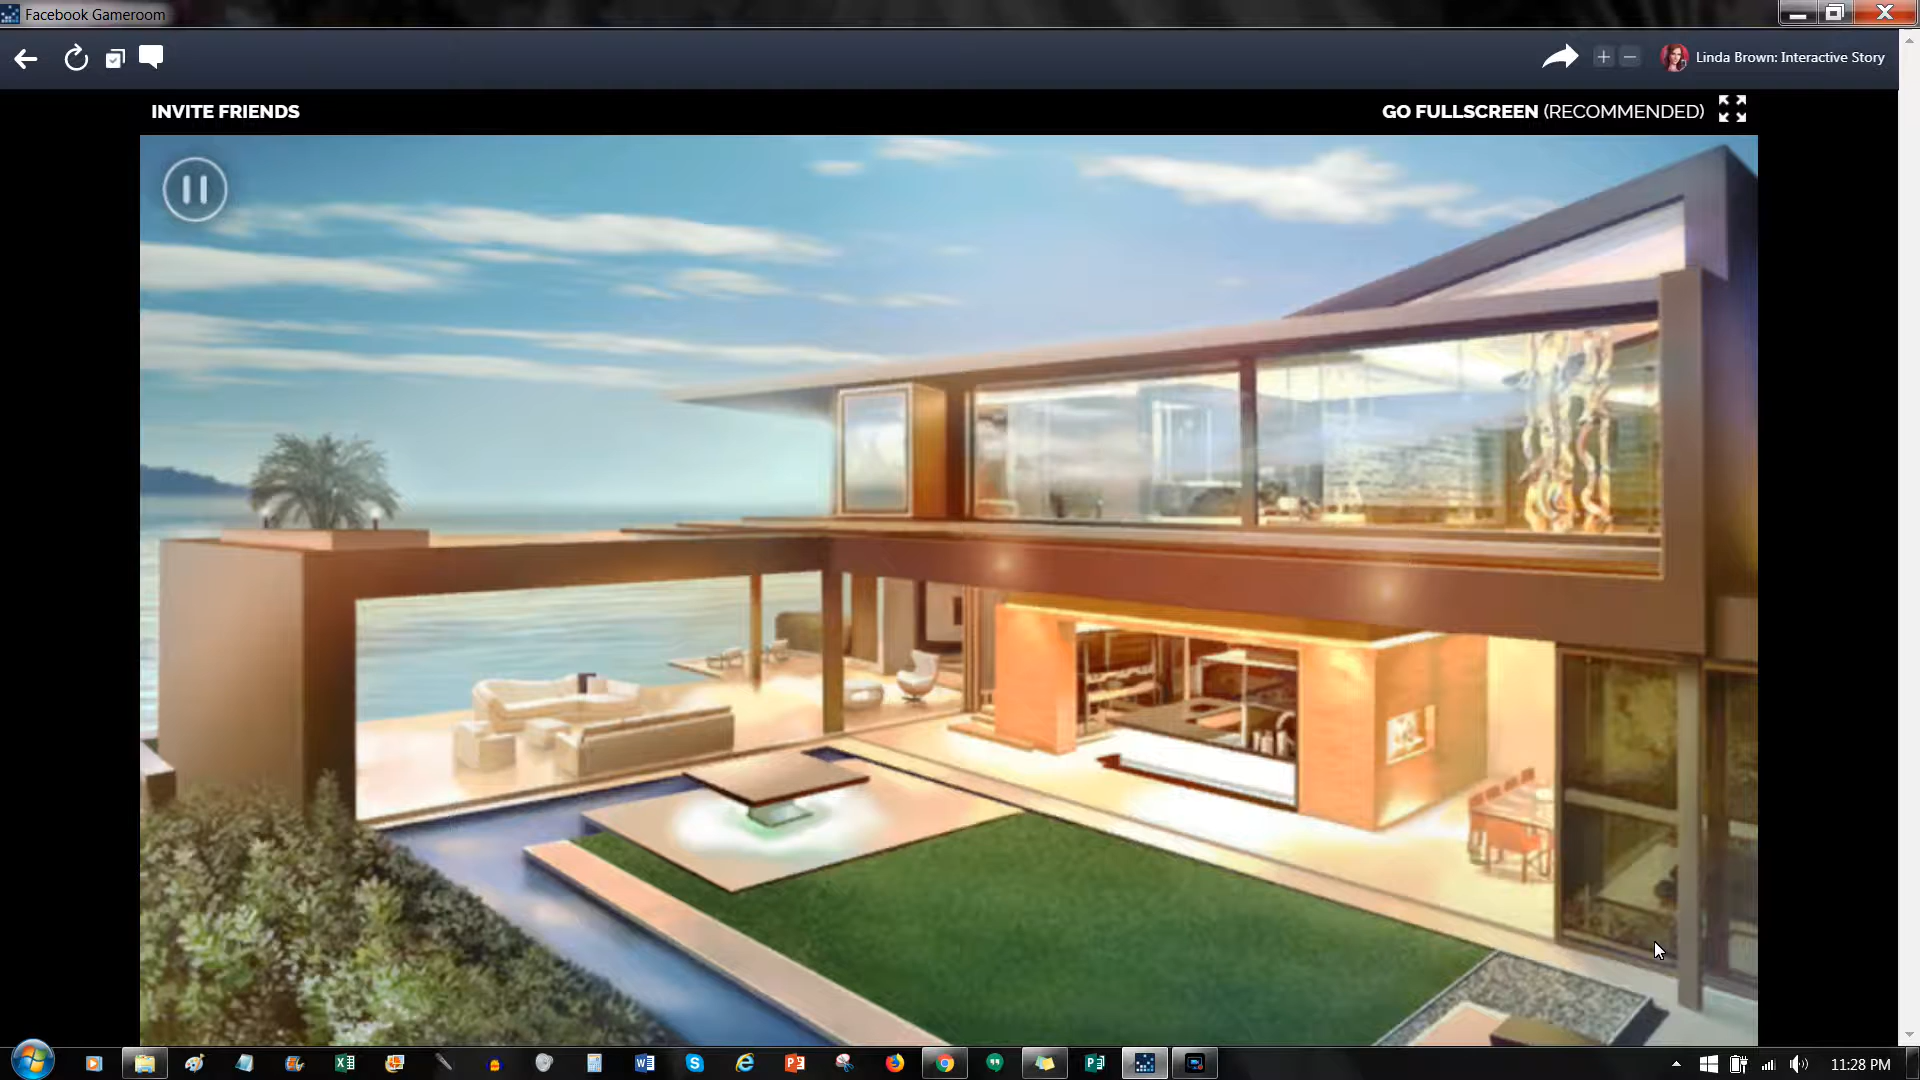 Facebook Gameroom
Linda Brown: Interactive Story
INVITE FRIENDS
GO FULLSCREEN (RECOMMENDED)
11:28 PM